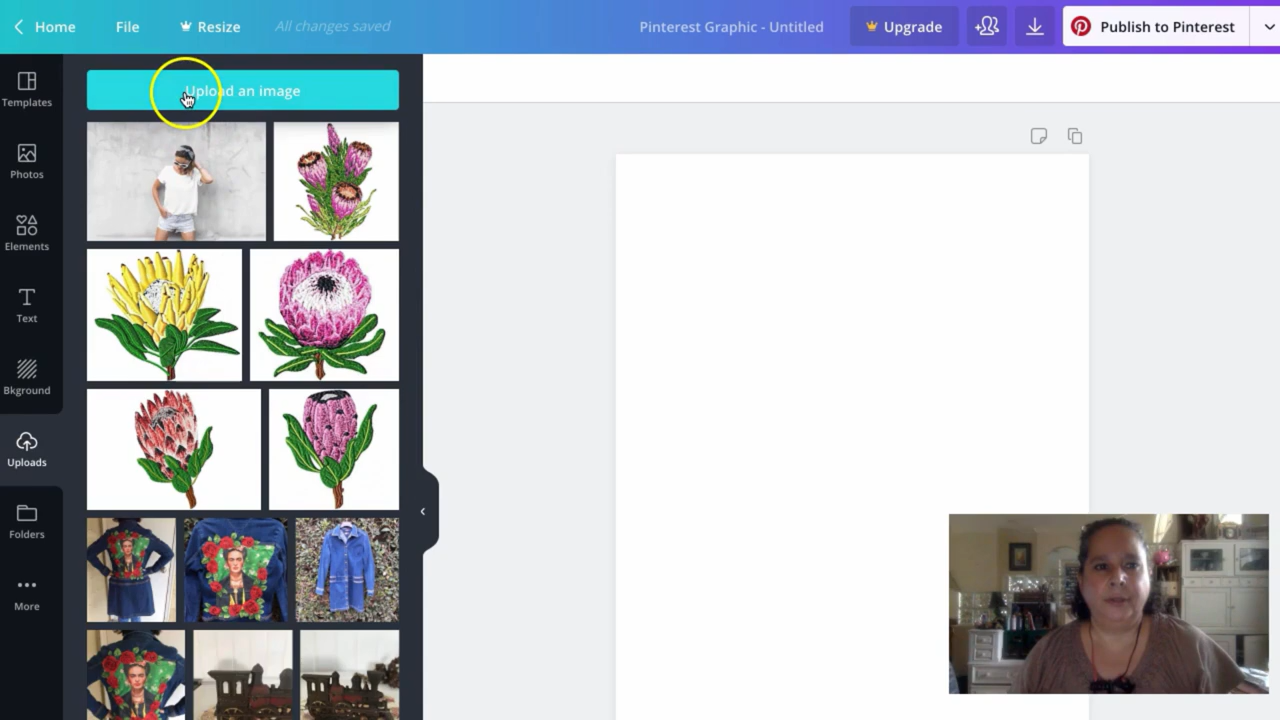 Home
File
Resize
All changes saved
Pinterest Graphic - Untitled
Upgrade
Publish to Pinterest
Templates
Photos
Elements
Text
Bkground
Uploads
Folders
More
Upload an image